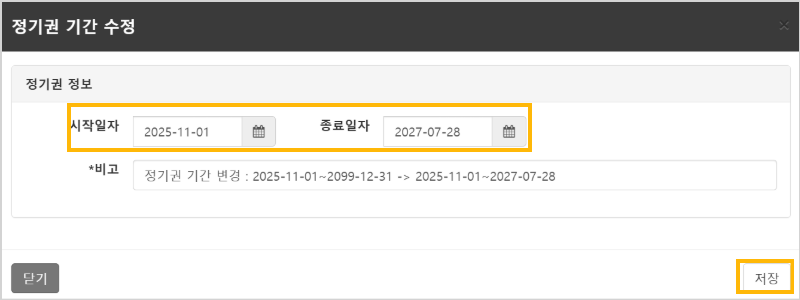 정기권 기간 수정
×
정기권 정보
시작일자 2025-11-01 종료일자 2027-07-28
*비고 정기권 기간 변경 : 2025-11-01~2099-12-31 -> 2025-11-01~2027-07-28
닫기 저장